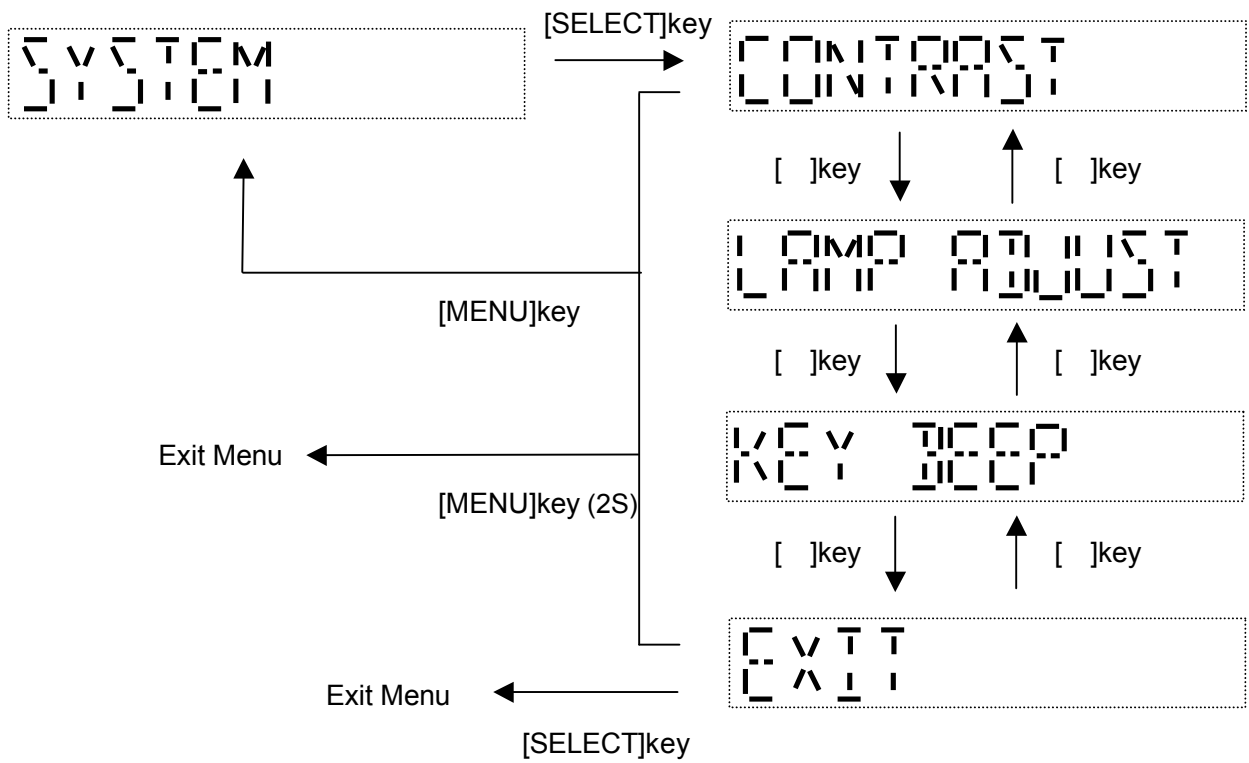 [SELECT]key
SYSTEM
CONTRAST
[ ]key [ ]key
LAMP ADJUST
[MENU]key
[ ]key [ ]key
Exit Menu
KEY BEEP
[MENU]key (2S)
[ ]key [ ]key
EXIT
Exit Menu
[SELECT]key